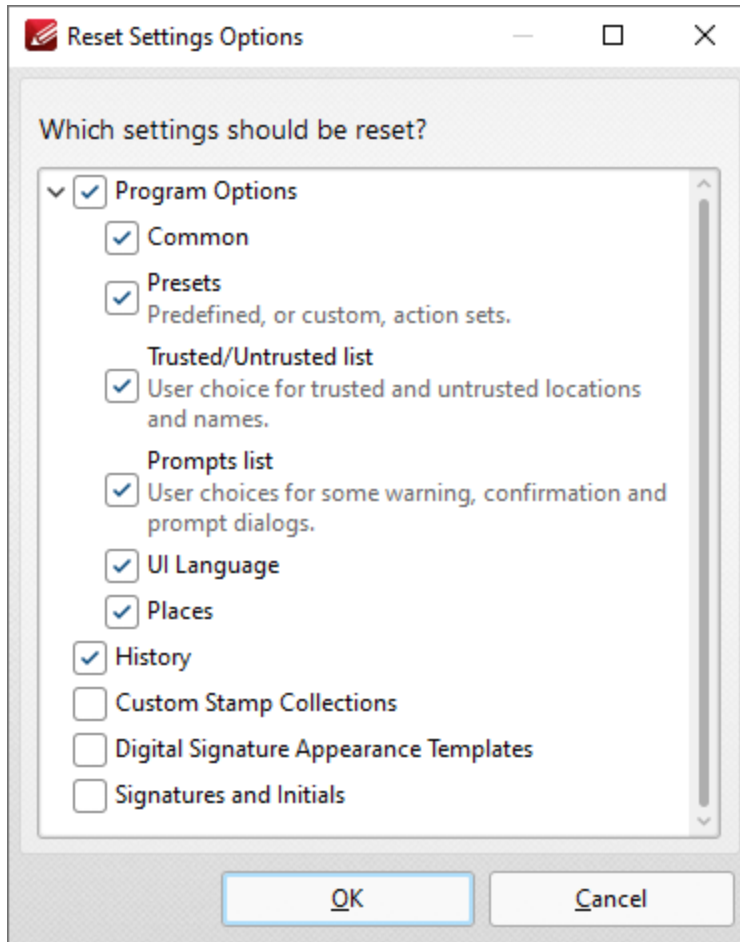 Reset Settings Options
Which settings should be reset?
Program Options
Common
Presets
Predefined, or custom, action sets.
Trusted/Untrusted list
User choice for trusted and untrusted locations
and names.
Prompts list
User choices for some warning, confirmation and
prompt dialogs.
UI Language
Places
History
Custom Stamp Collections
Digital Signature Appearance Templates
Signatures and Initials
OK
Cancel